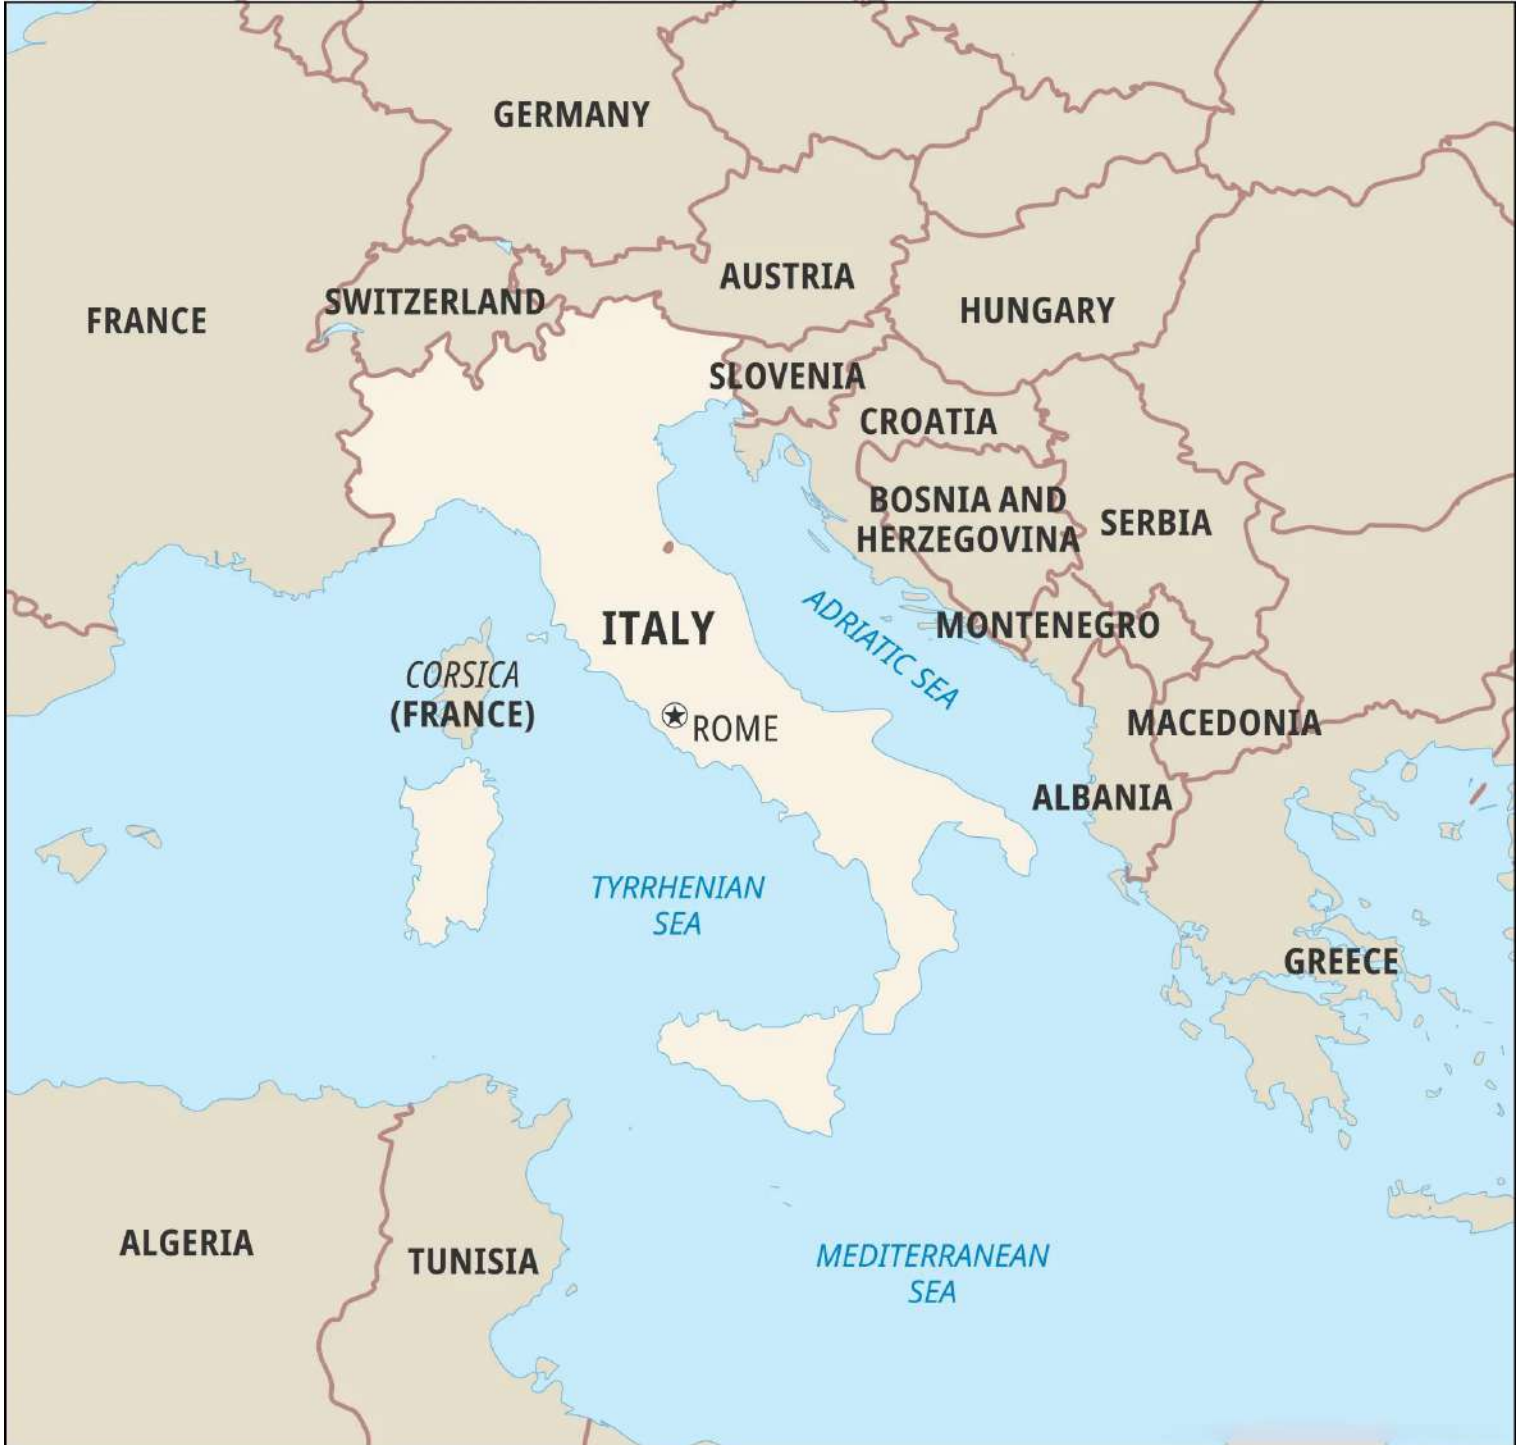 GERMANY
AUSTRIA
SWITZERLAND
HUNGARY
FRANCE
SLOVENIA
CROATIA
BOSNIA AND
HERZEGOVINA
SERBIA
ADRIATIC SEA
ITALY
MONTENEGRO
CORSICA
(FRANCE)
ROME
MACEDONIA
ALBANIA
TYRRHENIAN
SEA
GREECE
ALGERIA
TUNISIA
MEDITERRANEAN
SEA